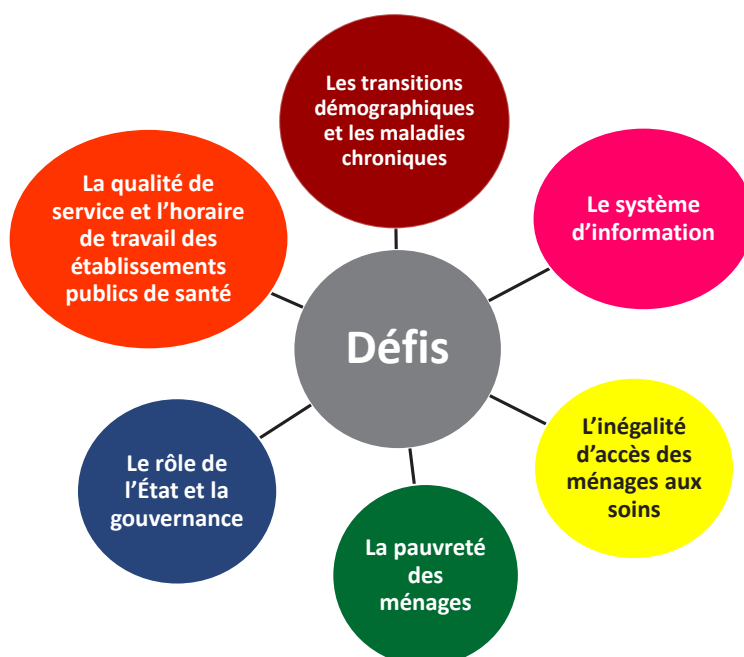 Les transitions
démographiques
et les maladies
chroniques
Le système
d'information
L'inégalité
d'accès des
ménages aux
soins
La pauvreté
des
ménages
Le rôle de
l'État et la
gouvernance
La qualité de
service et l'horaire
de travail des
établissements
publics de santé
Défis